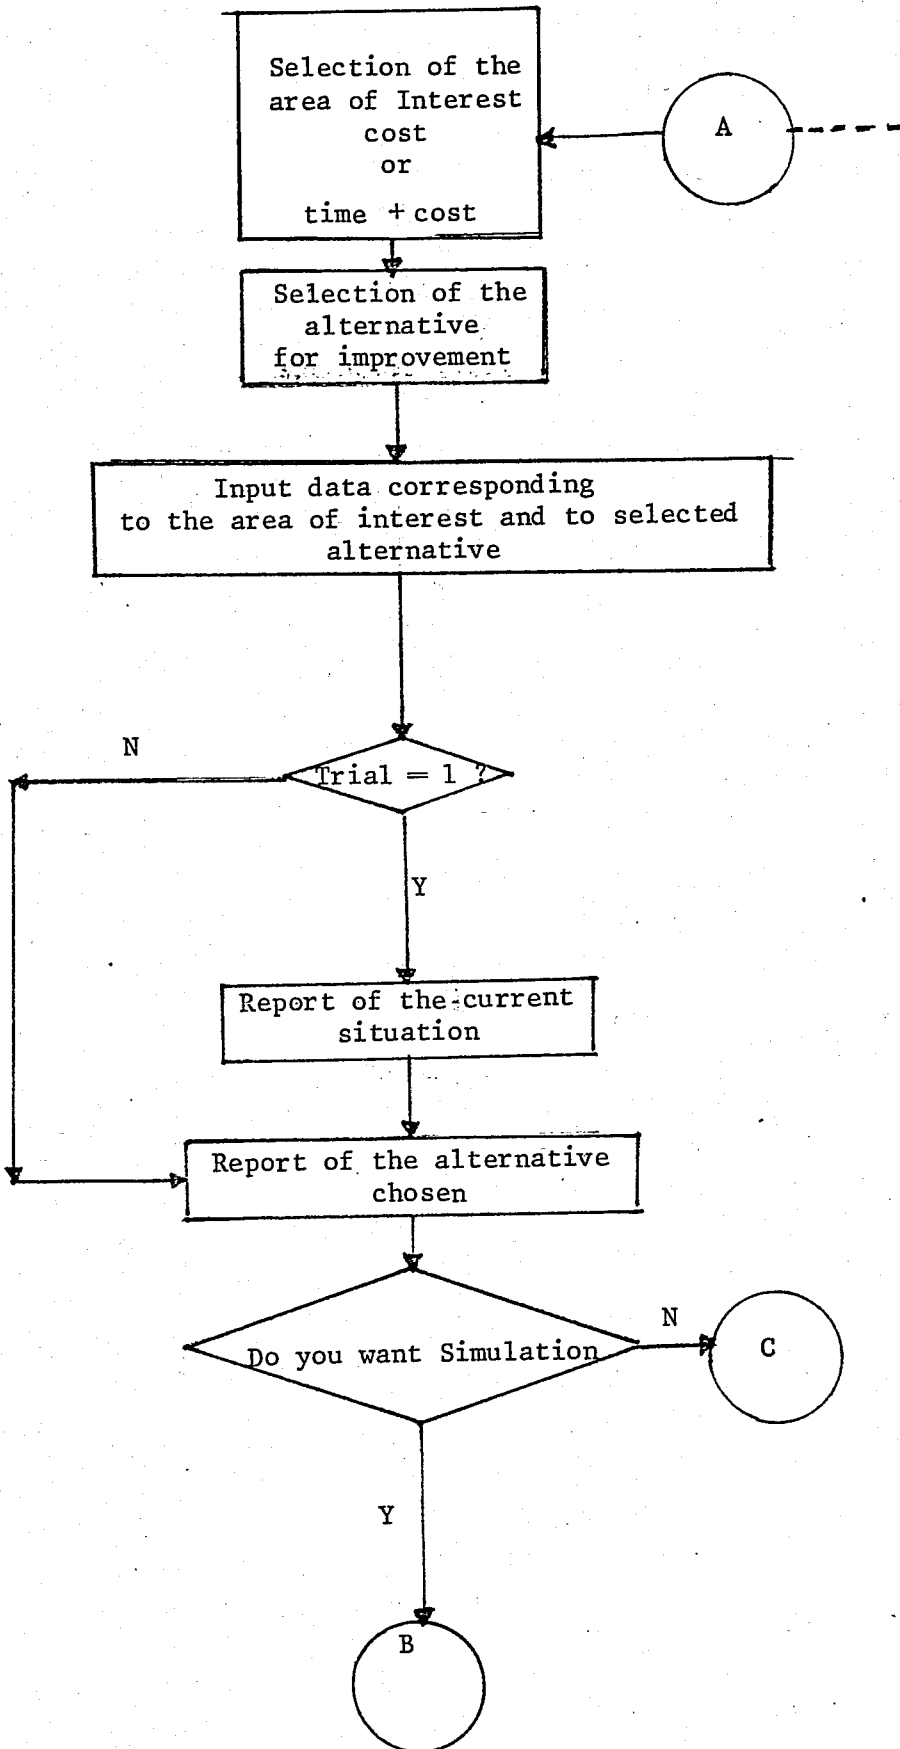 Selection of the
area of Interest
cost
or
time + cost
A
Selection of the
alternative
for improvement
Input data corresponding
to the area of interest and to selected
alternative
N
Trial = 1 ?
Y
Report of the current
situation
Report of the alternative
chosen
N
Do you want Simulation
C
Y
B